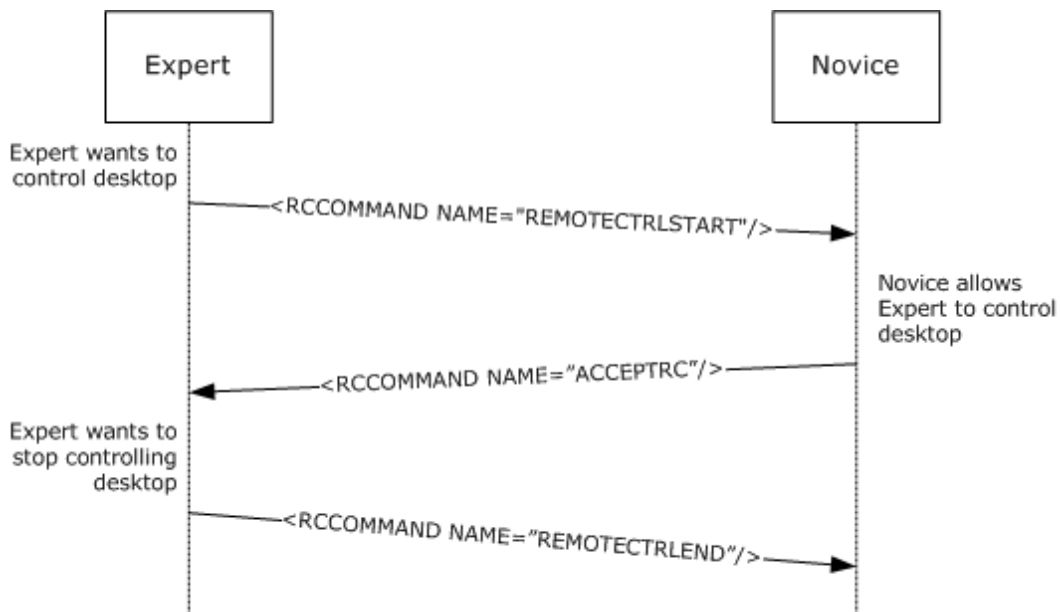 Expert
Novice
Expert wants to
control desktop
<RCCOMMAND NAME="REMOTECTRLSTART"/>
Novice allows
Expert to control
desktop
<RCCOMMAND NAME=”ACCEPTRC”/>
Expert wants to
stop controlling
desktop
<RCCOMMAND NAME=”REMOTECTRLEND”/>